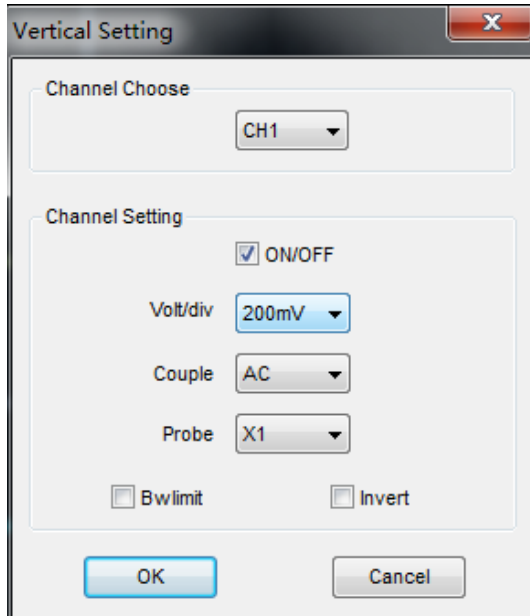 Vertical Setting
Channel Choose
CH1
Channel Setting
ON/OFF
Volt/div 200mV
Couple AC
Probe X1
Bwlimit Invert
OK Cancel